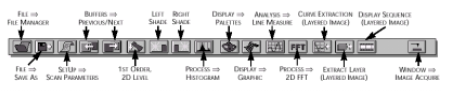 FILE ⇒
FILE MANAGER
BUFFERS ⇒
PREVIOUS/NEXT
LEFT
SHADE
RIGHT
SHADE
DISPLAY ⇒
PALETTES
ANALYSIS ⇒
LINE MEASURE
CURVE EXTRACTION
(LAYERED IMAGE)
DISPLAY SEQUENCE
(LAYERED IMAGE)
FFT
FILE ⇒
SAVE AS
SETUP ⇒
SCAN PARAMETERS
1ST ORDER,
2D LEVEL
PROCESS ⇒
HISTOGRAM
DISPLAY ⇒
GRAPHIC
PROCESS ⇒
2D FFT
EXTRACT LAYER
(LAYERED IMAGE)
WINDOW ⇒
IMAGE ACQUIRE